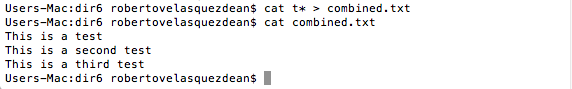 Users-Mac:dir6 robertovelasquezdean$ cat t* > combined.txt
Users-Mac:dir6 robertovelasquezdean$ cat combined.txt
This is a test
This is a second test
This is a third test
Users-Mac:dir6 robertovelasquezdean$